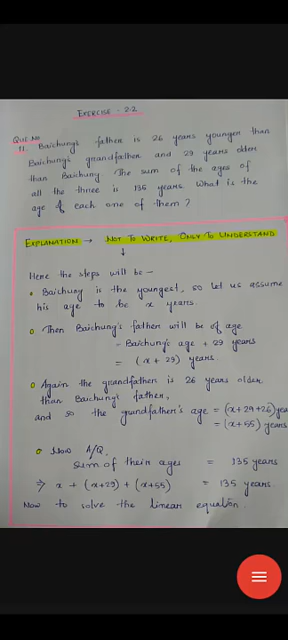 EXERCISE - 2.2
QUE. No
11. Baichung's father is 26 years younger than
Baichung's grandfather and 29 years older
than Baichung The sum of the ages of
all the three is 135 years. What is the
age of each one of them?
EXPLANATION → NOT TO WRITE, ONLY TO UNDERSTAND
↓
Here the steps will be -
Baichung is the youngest, so let us assume
his age to be x years.
Then Baichung's father will be of age
- Baichung's age + 29 years
= (x + 29) years.
Again the grandfather is 26 years older
than Baichung's father,
and so the grandfather's age = (x+29+26) yea
= (x+55) years
Now A/Q,
sum of their ages = 135 years
⇒ x + (x+29) + (x+55) = 135 years.
Now to solve the linear equation.